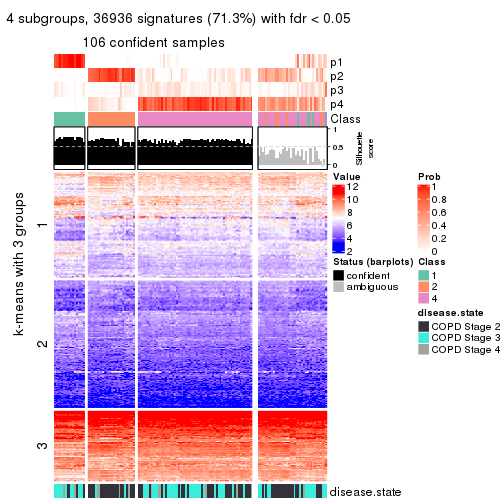 4 subgroups, 36936 signatures (71.3%) with fdr < 0.05
106 confident samples
p1
p2
p3
p4
Class
1
0.5
0
Silhouette
score
k-means with 3 groups
1
2
3
disease.state
Value
12
10
8
6
4
2
Prob
1
0.8
0.6
0.4
0.2
0
Status (barplots)
confident
ambiguous
Class
1
2
4
disease.state
COPD Stage 2
COPD Stage 3
COPD Stage 4